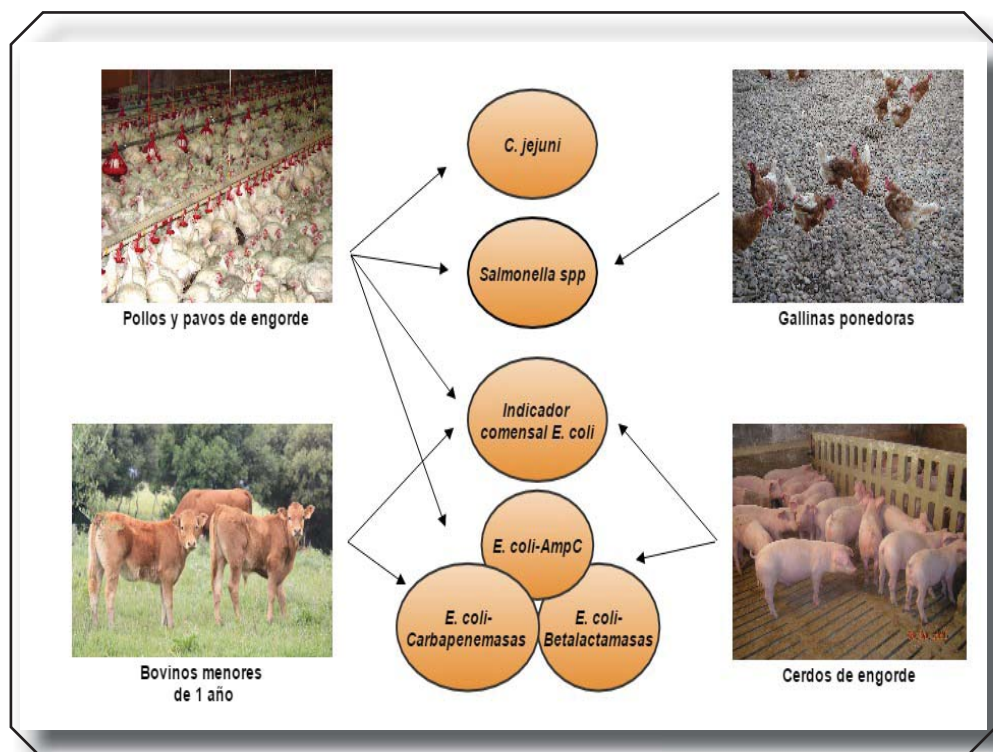 C. jejuni
Salmonella spp
Pollos y pavos de engorde
Gallinas ponedoras
Indicador
comensal E. coli
E. coli-AmpC
E. coli-
Carbapenemasas
E. coli-
Betalactamasas
Bovinos menores
de 1 año
Cerdos de engorde